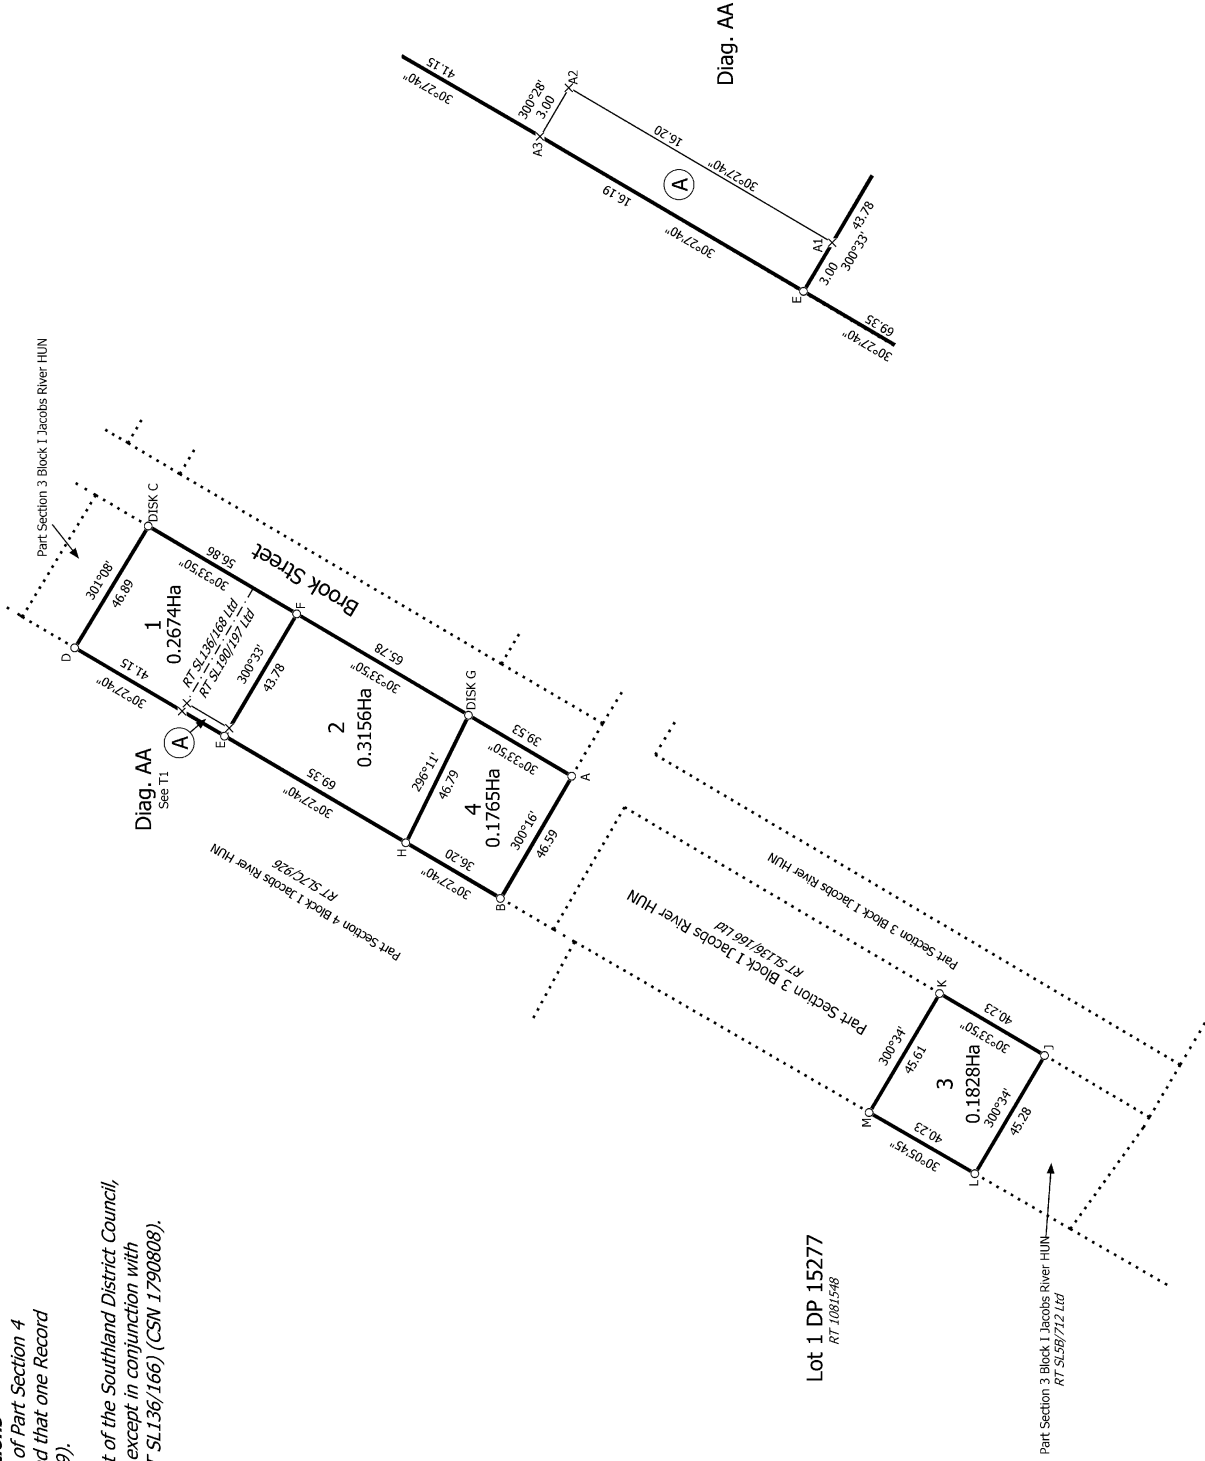 of Part Section 4
d that one Record
9).
t of the Southland District Council,
except in conjunction with
T SL136/166) (CSN 1790808).
Part Section 3 Block I Jacobs River HUN
Diag. AA
30°27'40"
41.15
300°28'
3.00
A2
A3
16.20
30°27'40"
A
16.19
30°27'40"
A1
E
3.00
300°33'
43.78
30°27'40"
69.35
DISK C
D
301°08'
46.89
1
0.2674Ha
56.86
30°33'50"
41.15
30°27'40"
RT SL136/168 Ltd
RT SL190/197 Ltd
Brook Street
F
E
300°33'
43.78
Diag. AA
See T1
A
2
0.3156Ha
65.78
30°33'50"
69.35
30°27'40"
DISK G
H
296°11'
46.79
4
0.1765Ha
39.53
30°33'50"
36.20
30°27'40"
A
B
300°16'
46.59
Part Section 4 Block I Jacobs River HUN
RT SL7C/926
Part Section 3 Block I Jacobs River HUN
RT SL136/166 Ltd
Part Section 3 Block I Jacobs River HUN
K
M
300°34'
45.61
3
0.1828Ha
40.23
30°33'50"
40.23
30°05'45"
J
L
300°34'
45.28
Lot 1 DP 15277
RT 1081548
Part Section 3 Block I Jacobs River HUN
RT SL5B/712 Ltd